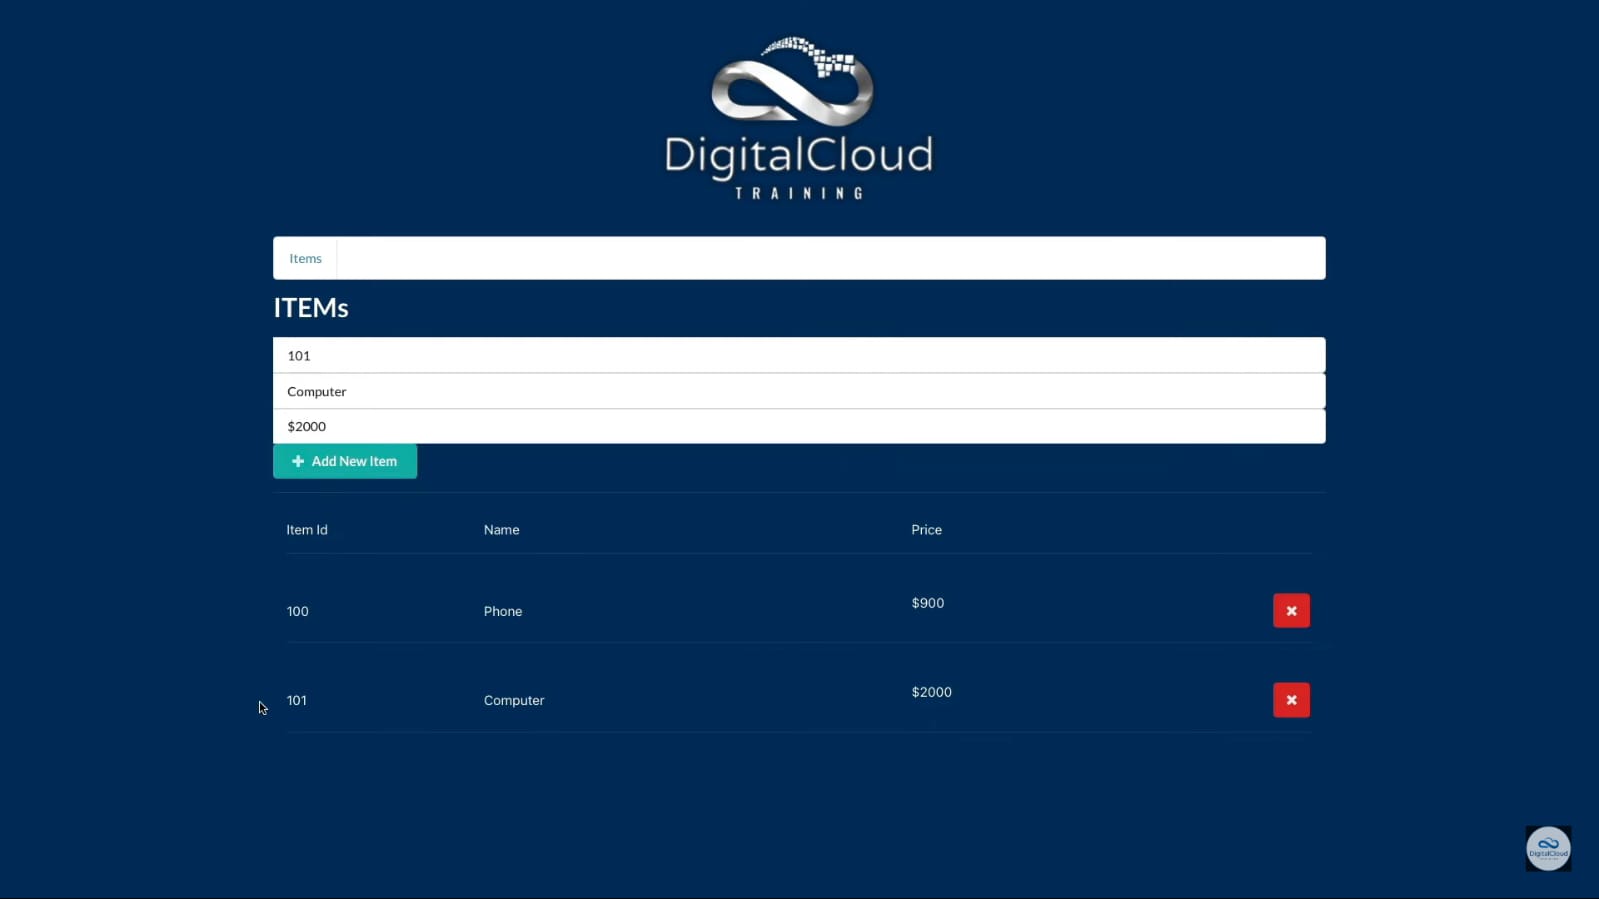 DigitalCloud
TRAINING
Items
ITEMs
101
Computer
$2000
Add New Item
Item Id Name Price
100 Phone $900
101 Computer $2000
DigitalCloud